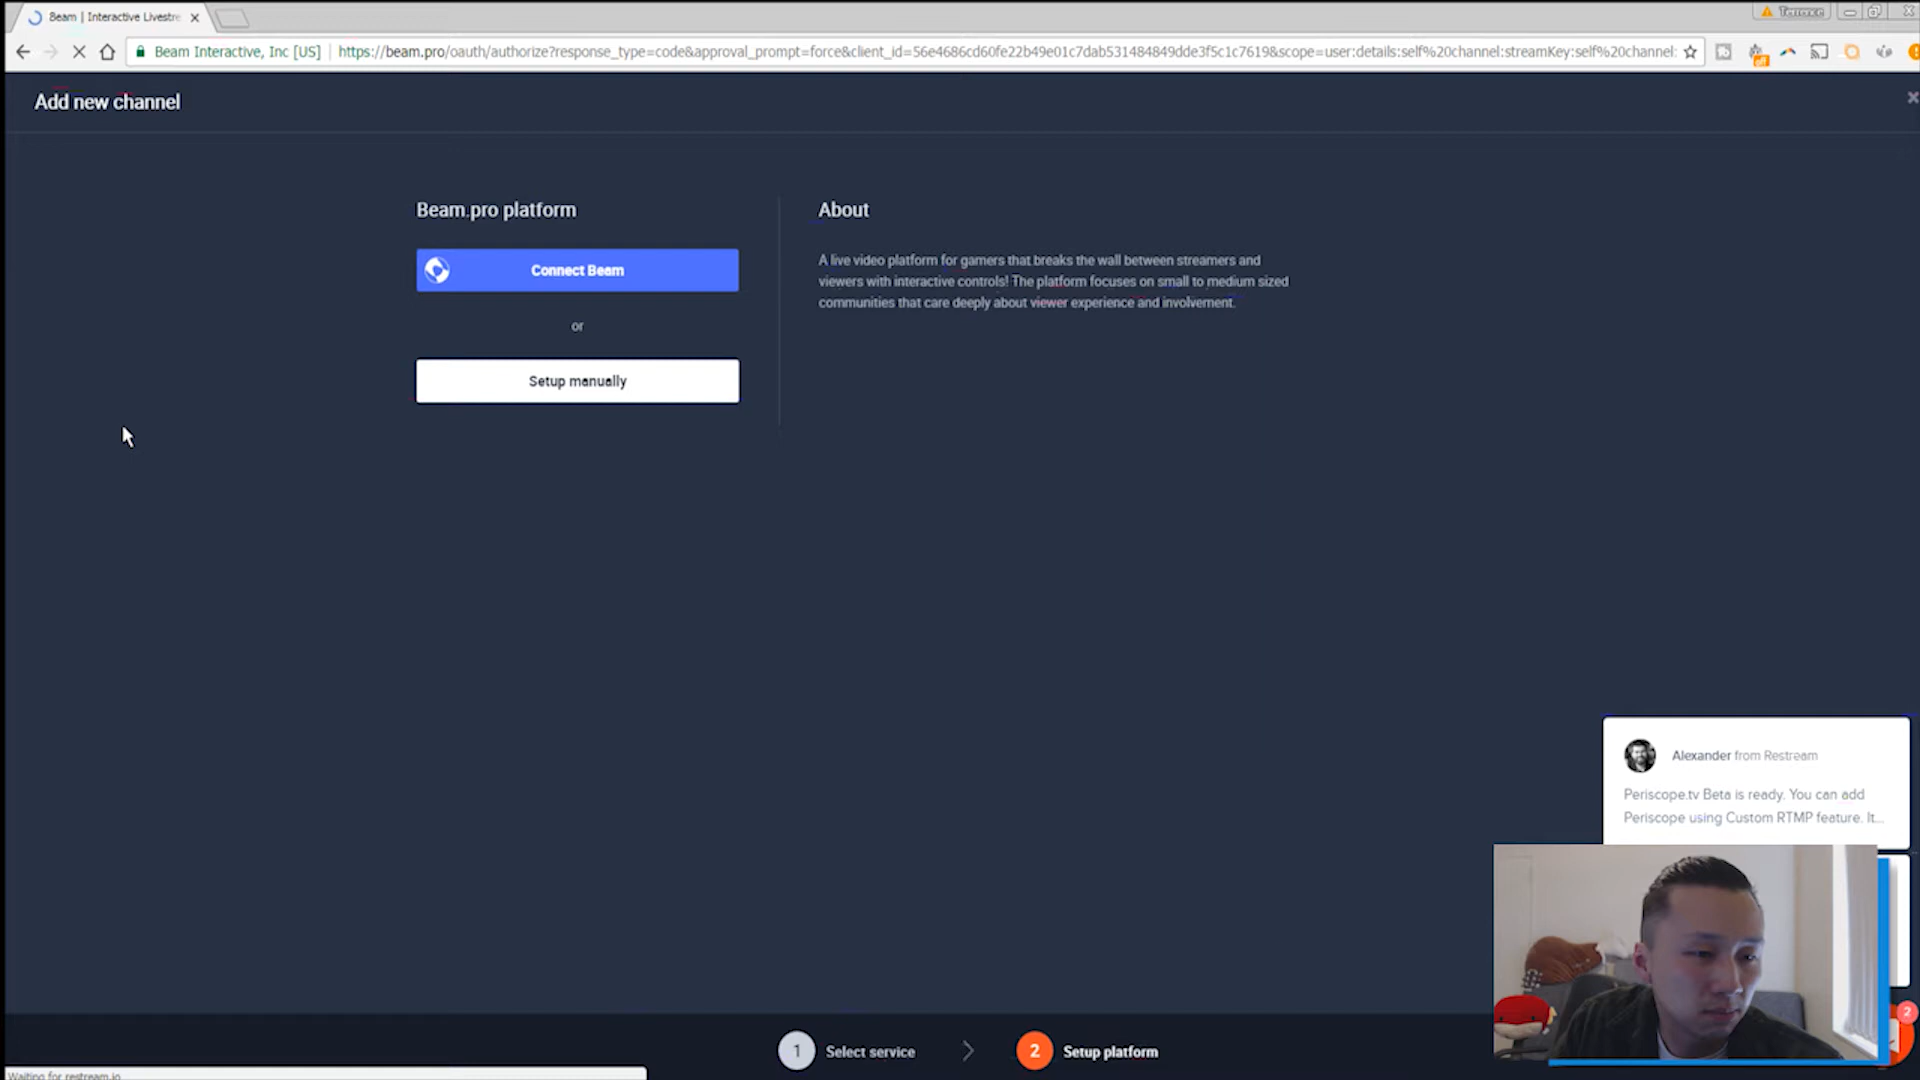 Beam | Interactive Livestre
Terrence
Beam Interactive, Inc [US]
https://beam.pro/oauth/authorize?response_type=code&approval_prompt=force&client_id=56e4686cd60fe22b49e01c7dab531484849dde3f5c1c7619&scope=user:details:self%20channel:streamKey:self%20channel:
off
Add new channel
Beam.pro platform
Connect Beam
or
Setup manually
About
A live video platform for gamers that breaks the wall between streamers and
viewers with interactive controls! The platform focuses on small to medium sized
communities that care deeply about viewer experience and involvement.
Alexander from Restream
Periscope.tv Beta is ready. You can add
Periscope using Custom RTMP feature. It...
2
1 Select service
2 Setup platform
Waiting for restream.io